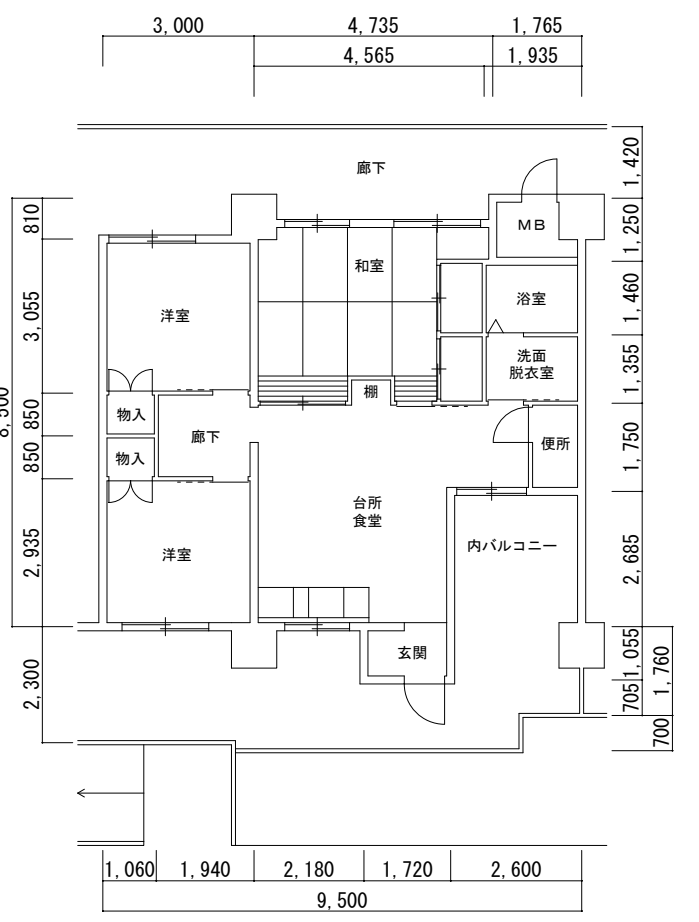 3,000
4,735
1,765
4,565
1,935
廊下
1,420
810
MB
1,250
和室
浴室
1,460
3,055
洋室
洗面
脱衣室
1,355
8,500
棚
850
物入
廊下
850
物入
便所
1,750
台所
食堂
内バルコニー
2,935
洋室
2,685
玄関
1,055
1,760
2,300
705
700
1,060
1,940
2,180
1,720
2,600
9,500